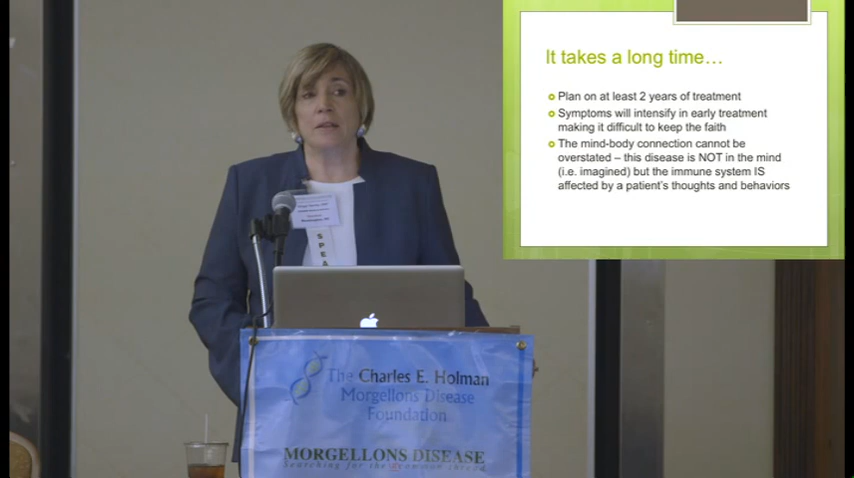 It takes a long time…
Plan on at least 2 years of treatment
Symptoms will intensify in early treatment
making it difficult to keep the faith
The mind-body connection cannot be
overstated – this disease is NOT in the mind
(i.e. imagined) but the immune system IS
affected by a patient's thoughts and behaviors
SPEA
The Charles E. Holman
Morgellons Disease
Foundation
MORGELLONS DISEASE
Searching for the common thread